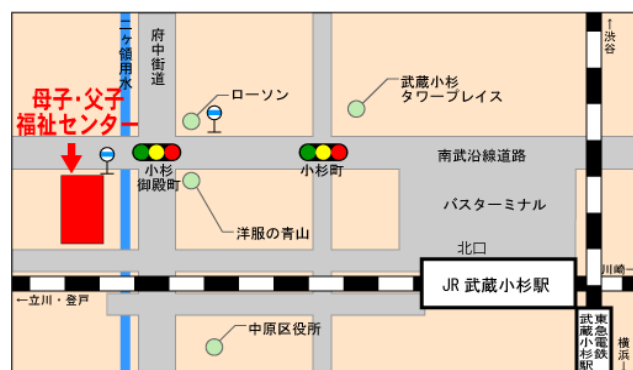 二ヶ領用水
府中街道
母子・父子
福祉センター
ローソン
武蔵小杉
タワープレイス
←渋谷
小杉
御殿町
小杉町
南武沿線道路
バスターミナル
洋服の青山
北口
JR 武蔵小杉駅
川崎→
←立川・登戸
中原区役所
東急電鉄
武蔵小杉駅
横浜→